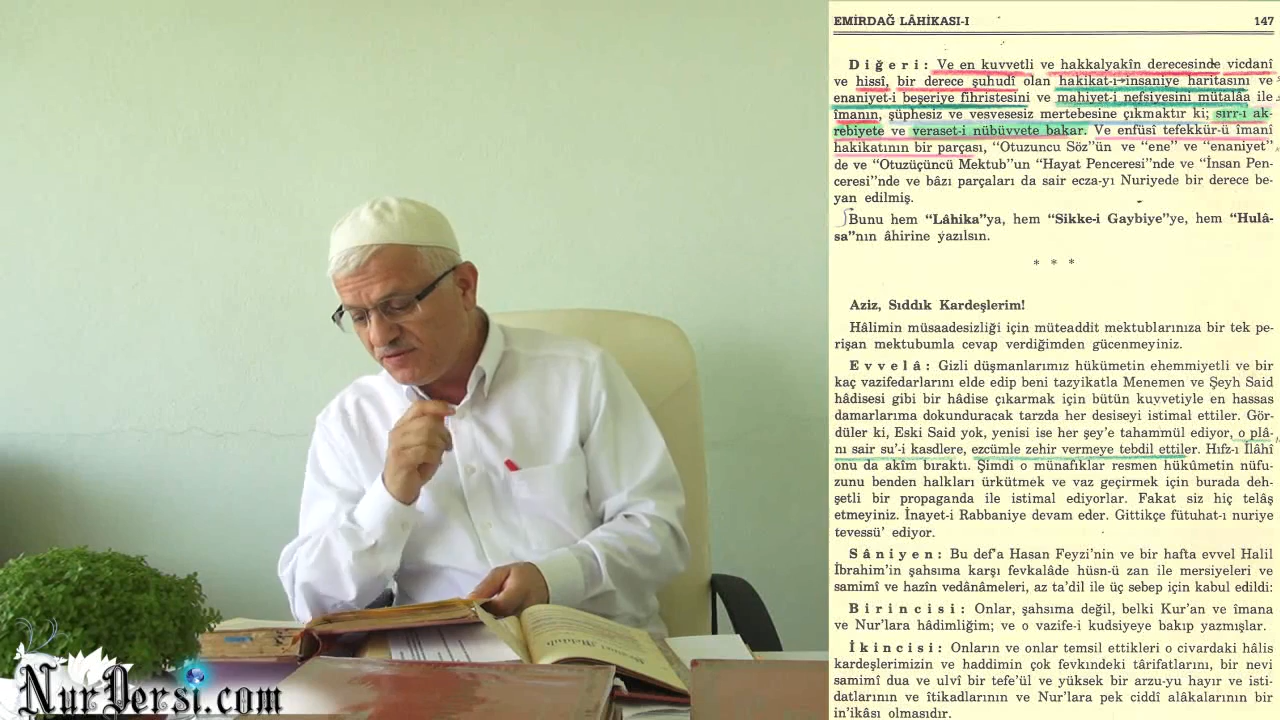 EMİRDAĞ LÂHİKASI-I 147
Diğeri: Ve en kuvvetli ve hakkalyakîn derecesinde vicdanî
ve hissî, bir derece şuhudî olan hakikat-ı insaniye haritasını ve
enaniyet-i beşeriye fihristesini ve mahiyet-i nefsiyesini mütalâa ile
îmanın, şüphesiz ve vesvesesiz mertebesine çıkmaktır ki; sırr-ı ak-
rebiyete ve veraset-i nübüvvete bakar. Ve enfüsî tefekkür-ü îmanî
hakikatının bir parçası, “Otuzuncu Söz”ün ve “ene” ve “enaniyet”
de ve “Otuzüçüncü Mektub”un “Hayat Penceresi”nde ve “İnsan Pen-
ceresi”nde ve bâzı parçaları da sair ecza-yı Nuriyede bir derece be-
yan edilmiş.
Bunu hem “Lâhika”ya, hem “Sikke-i Gaybiye”ye, hem “Hulâ-
sa”nın âhirine yazılsın.
* * *
Aziz, Sıddık Kardeşlerim!
Hâlimin müsaadesizliği için müteaddit mektublarınıza bir tek pe-
rişan mektubumla cevap verdiğimden gücenmeyiniz.
Evvelâ: Gizli düşmanlarımız hükûmetin ehemmiyetli ve bir
kaç vazifedarlarını elde edip beni tazyikatla Menemen ve Şeyh Said
hâdisesi gibi bir hâdise çıkarmak için bütün kuvvetiyle en hassas
damarlarıma dokunduracak tarzda her desiseyi istimal ettiler. Gör-
düler ki, Eski Said yok, yenisi ise her şey’e tahammül ediyor, o plâ-
nı sair su’-i kasdlere, ezcümle zehir vermeye tebdil ettiler. Hıfz-ı İlâhî
onu da akîm bıraktı. Şimdi o münafıklar resmen hükûmetin nüfu-
zunu benden halkları ürkütmek ve vaz geçirmek için burada deh-
şetli bir propaganda ile istimal ediyorlar. Fakat siz hiç telâş
etmeyiniz. İnayet-i Rabbaniye devam eder. Gittikçe fütuhat-ı nuriye
tevessü’ ediyor.
Sâniyen: Bu def’a Hasan Feyzi’nin ve bir hafta evvel Halil
İbrahim’in şahsıma karşı fevkalâde hüsn-ü zan ile mersiyeleri ve
samimî ve hazîn vedânâmeleri, az ta’dil ile üç sebep için kabul edildi:
Birincisi: Onlar, şahsıma değil, belki Kur’an ve îmana
ve Nur’lara hâdimliğim; ve o vazife-i kudsiyeye bakıp yazmışlar.
İkincisi: Onların ve onlar temsil ettikleri o civardaki hâlis
kardeşlerimizin ve haddimin çok fevkındeki târifatlarını, bir nevi
samimî dua ve ulvî bir tefe’ül ve yüksek bir arzu-yu hayır ve isti-
datlarının ve îtikadlarının ve Nur’lara pek ciddî alâkalarının bir
in’ikâsı olmasıdır.
NurDersi.com